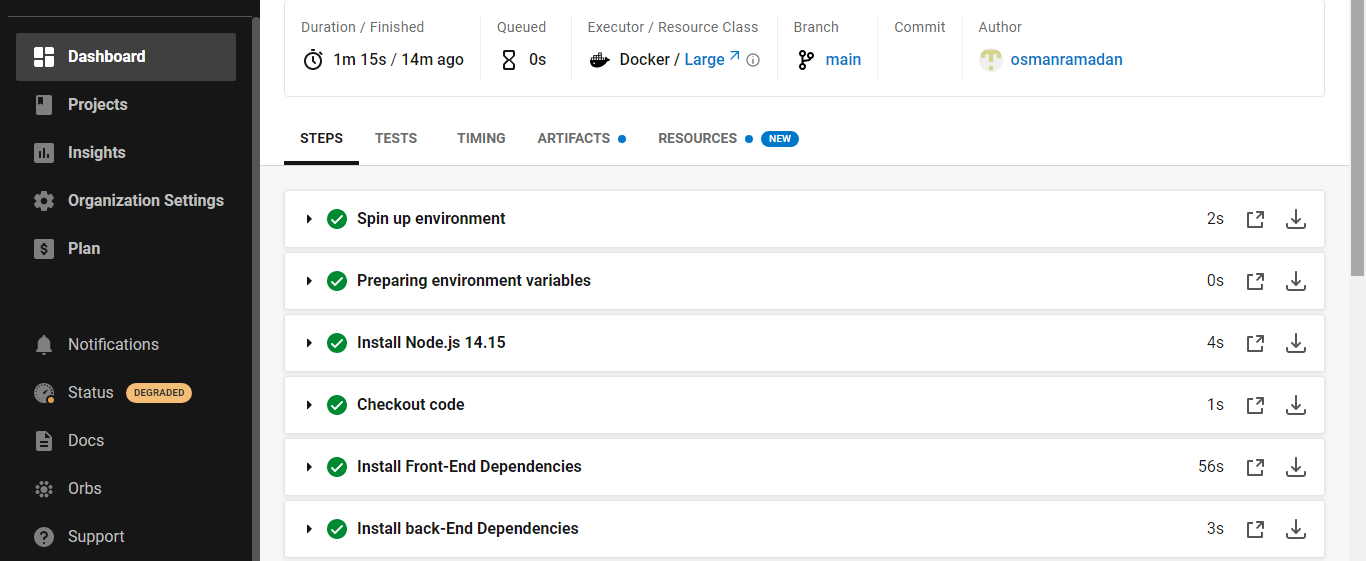 Dashboard
Projects
Insights
Organization Settings
Plan
Notifications
Status DEGRADED
Docs
Orbs
Support
Duration / Finished Queued Executor / Resource Class Branch Commit Author
1m 15s / 14m ago 0s Docker / Large main osmanramadan
STEPS TESTS TIMING ARTIFACTS RESOURCES NEW
Spin up environment 2s
Preparing environment variables 0s
Install Node.js 14.15 4s
Checkout code 1s
Install Front-End Dependencies 56s
Install back-End Dependencies 3s